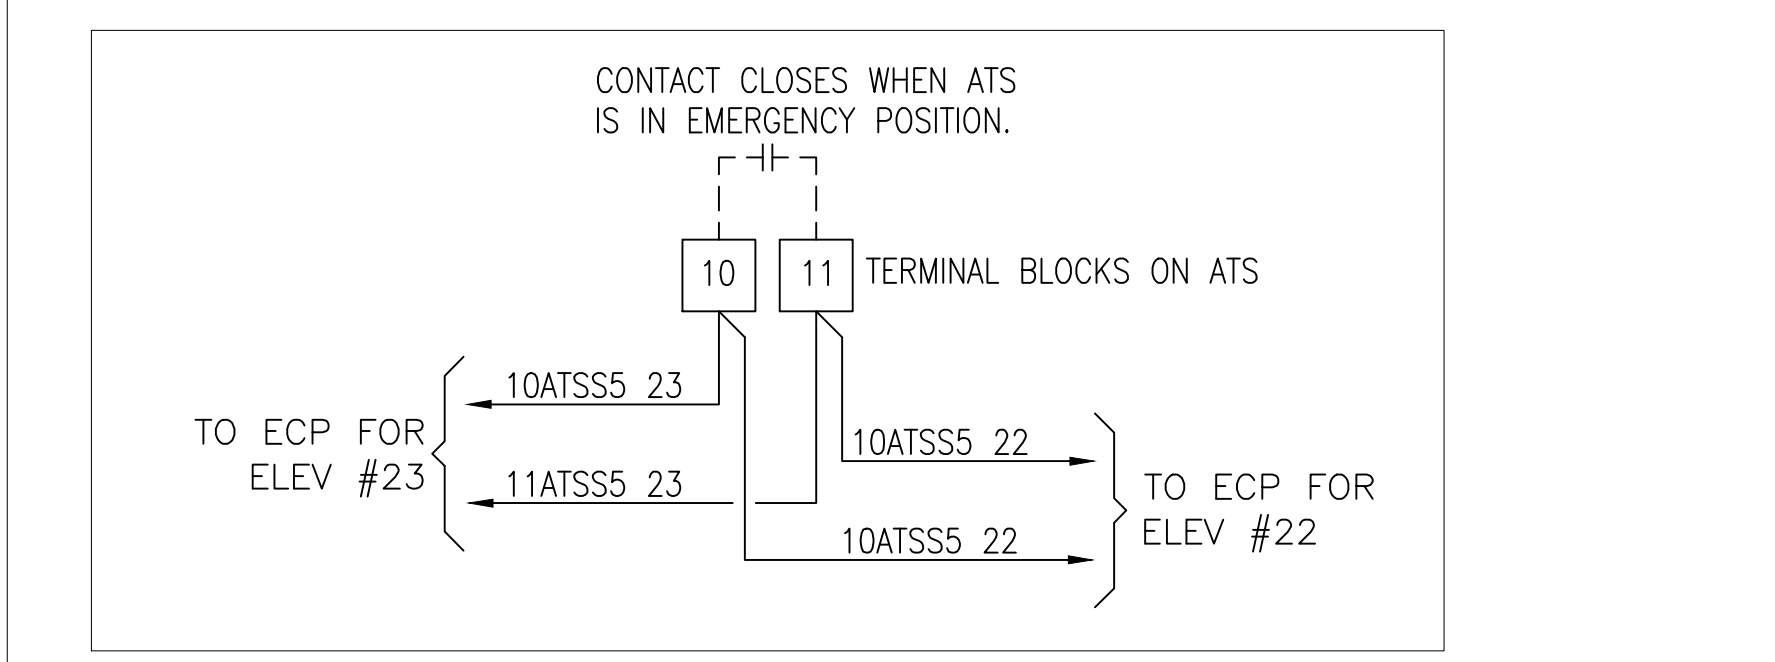 CONTACT CLOSES WHEN ATS
IS IN EMERGENCY POSITION.
10
11
TERMINAL BLOCKS ON ATS
10ATSS5 23
TO ECP FOR
ELEV #23
11ATSS5 23
10ATSS5 22
10ATSS5 22
TO ECP FOR
ELEV #22